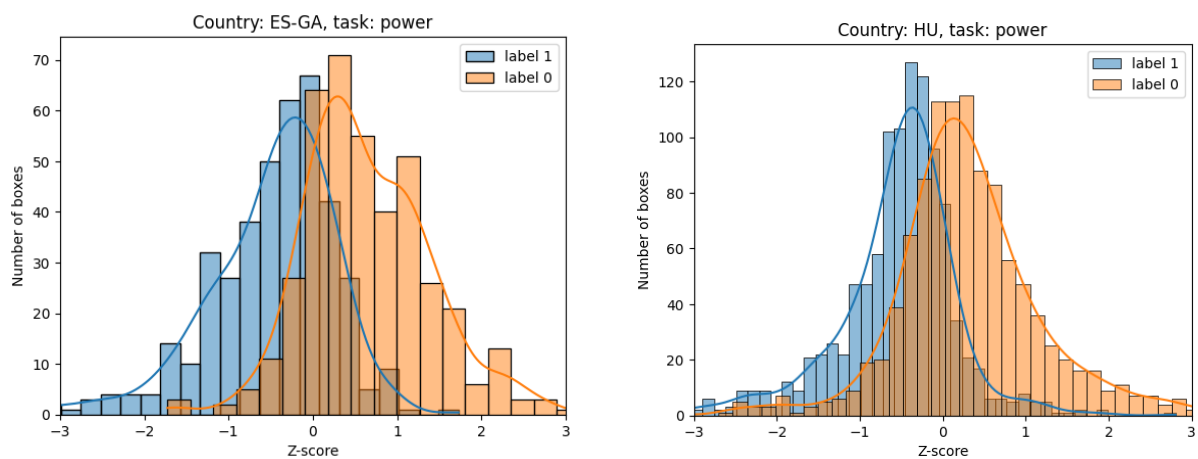 Country: ES-GA, task: power
label 1
label 0
70
60
50
40
30
20
10
0
Number of boxes
−3
−2
−1
0
1
2
3
Z-score
Country: HU, task: power
label 1
label 0
120
100
80
60
40
20
0
Number of boxes
−3
−2
−1
0
1
2
3
Z-score